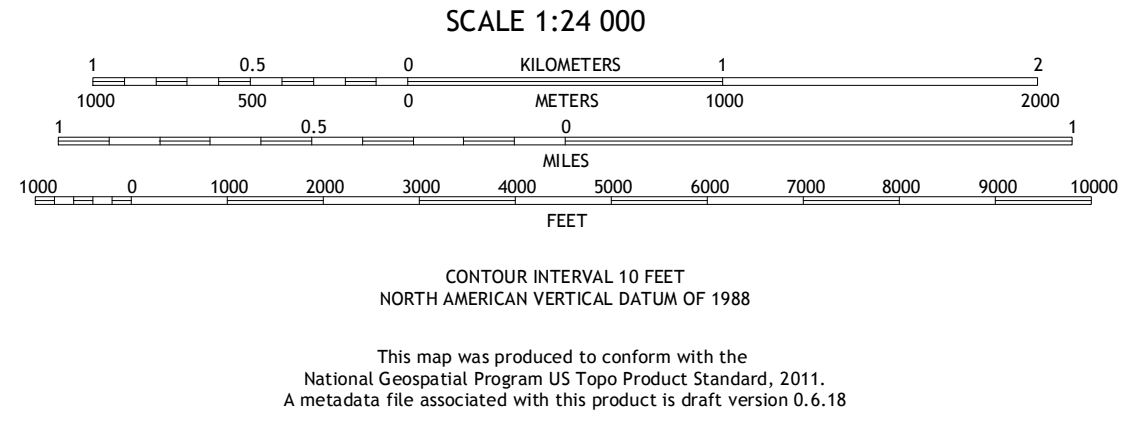 SCALE 1:24 000
1 0.5 0 KILOMETERS 1 2
1000 500 0 METERS 1000 2000
1 0.5 0 1
MILES
1000 0 1000 2000 3000 4000 5000 6000 7000 8000 9000 10000
FEET
CONTOUR INTERVAL 10 FEET
NORTH AMERICAN VERTICAL DATUM OF 1988
This map was produced to conform with the
National Geospatial Program US Topo Product Standard, 2011.
A metadata file associated with this product is draft version 0.6.18